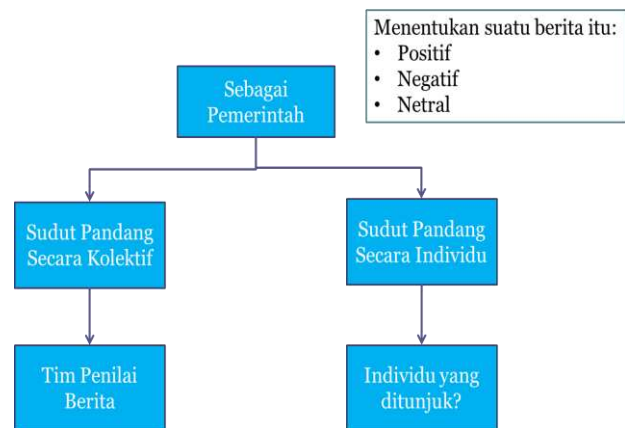 Menentukan suatu berita itu:
• Positif
• Negatif
• Netral
Sebagai
Pemerintah
Sudut Pandang
Secara Kolektif
Sudut Pandang
Secara Individu
Tim Penilai
Berita
Individu yang
ditunjuk?